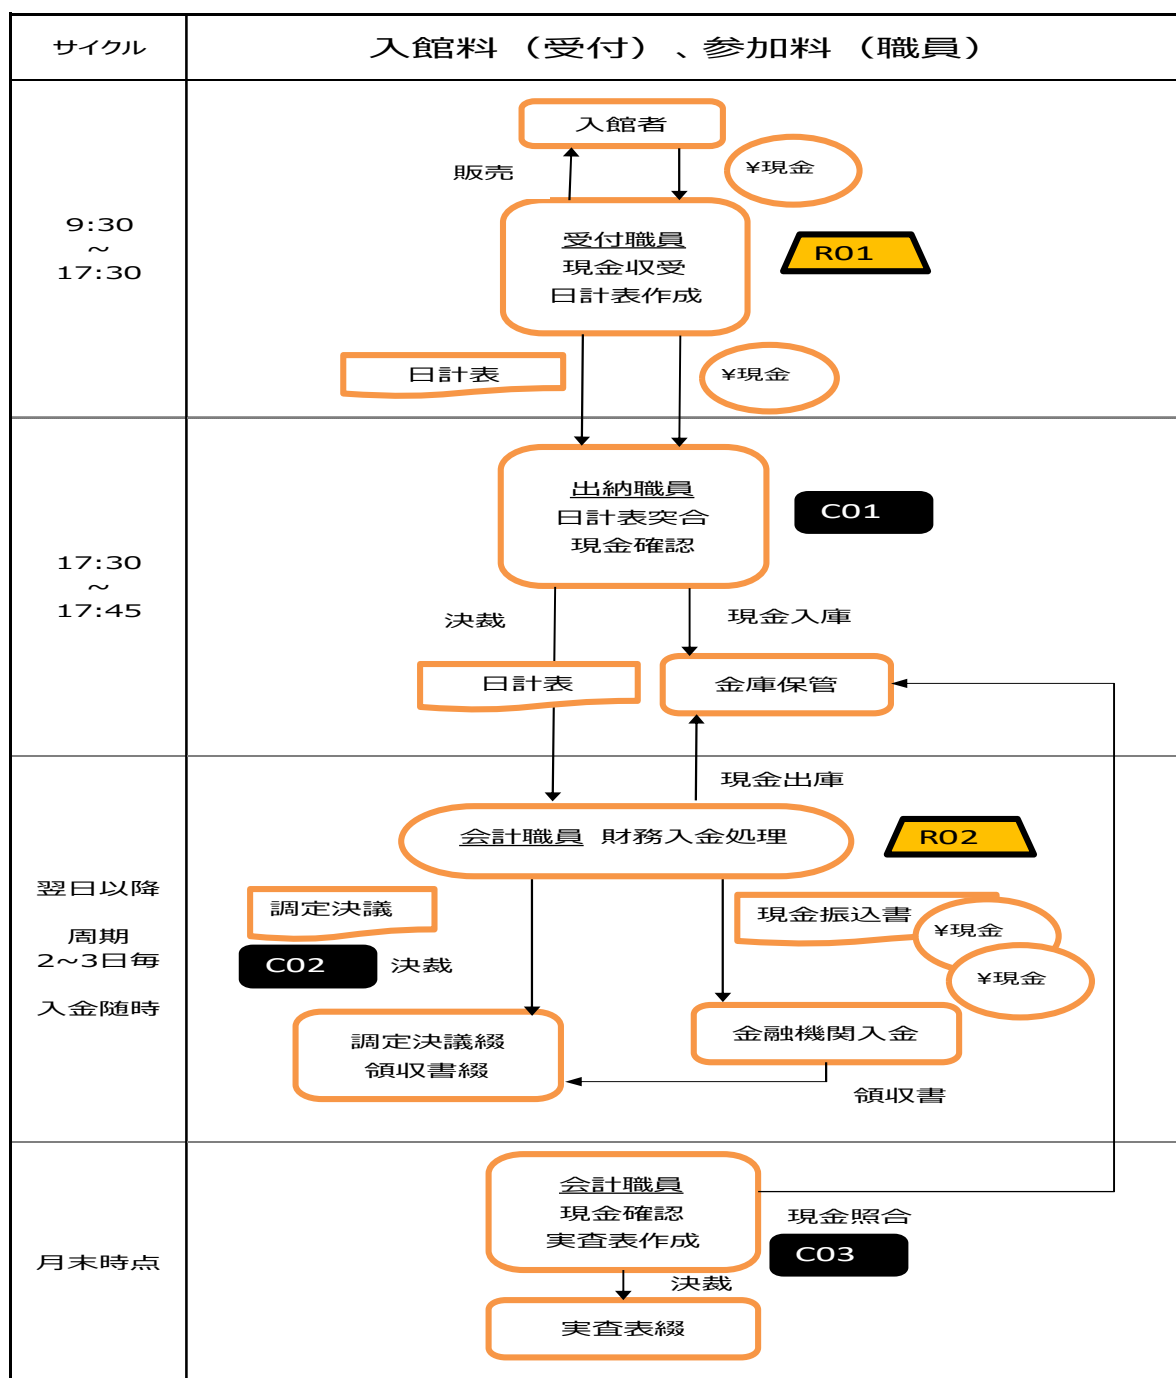 サイクル
入館料（受付）、参加料（職員）
9:30
～
17:30
入館者
販売
¥現金
受付職員
現金収受
日計表作成
R01
日計表
¥現金
17:30
～
17:45
出納職員
日計表突合
現金確認
C01
決裁
現金入庫
日計表
金庫保管
翌日以降
周期
2~3日毎
入金随時
現金出庫
会計職員 財務入金処理
R02
調定決議
C02
決裁
現金振込書
¥現金
¥現金
調定決議綴
領収書綴
金融機関入金
領収書
月末時点
会計職員
現金確認
実査表作成
現金照合
C03
決裁
実査表綴